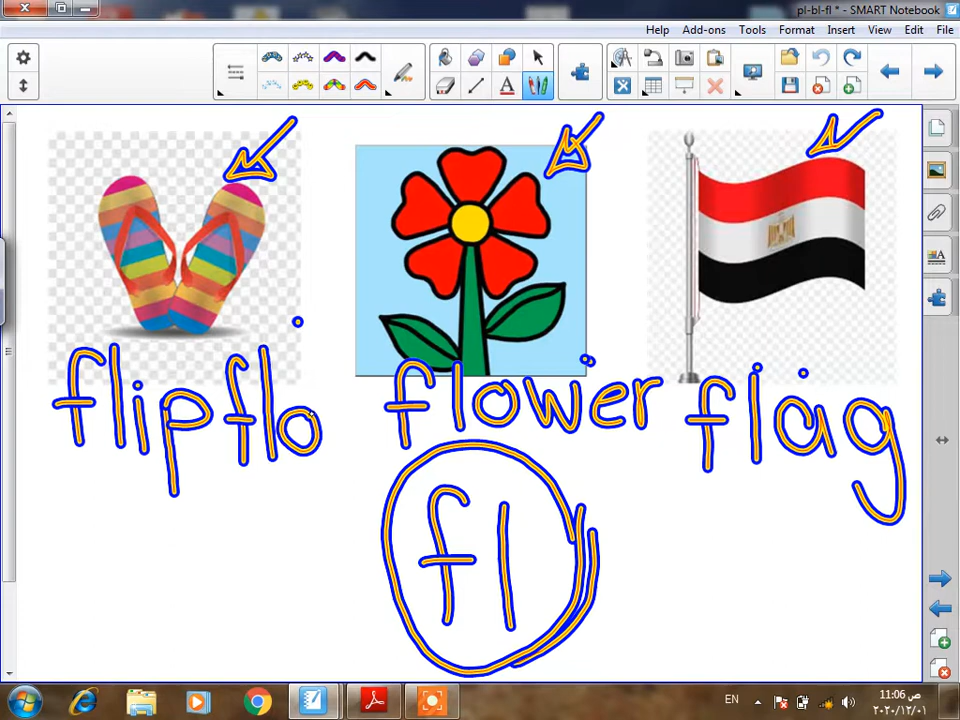 pl-bl-fl * - SMART Notebook
Help Add-ons Tools Format Insert View Edit File
flipflo flower flag
fl
EN
11:06 ص
٢٠٢٠/١٢/٠١